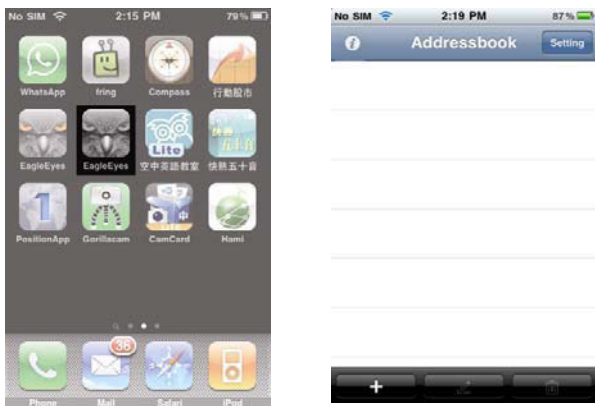 No SIM 2:15 PM 79%
WhatsApp fring Compass 行動股市
EagleEyes EagleEyes 空中英語教室 快熟五十音
Lite
PositionApp Gorillacam CamCard Hami
36
Phone Mail Safari iPod
No SIM 2:19 PM 87%
Addressbook Setting